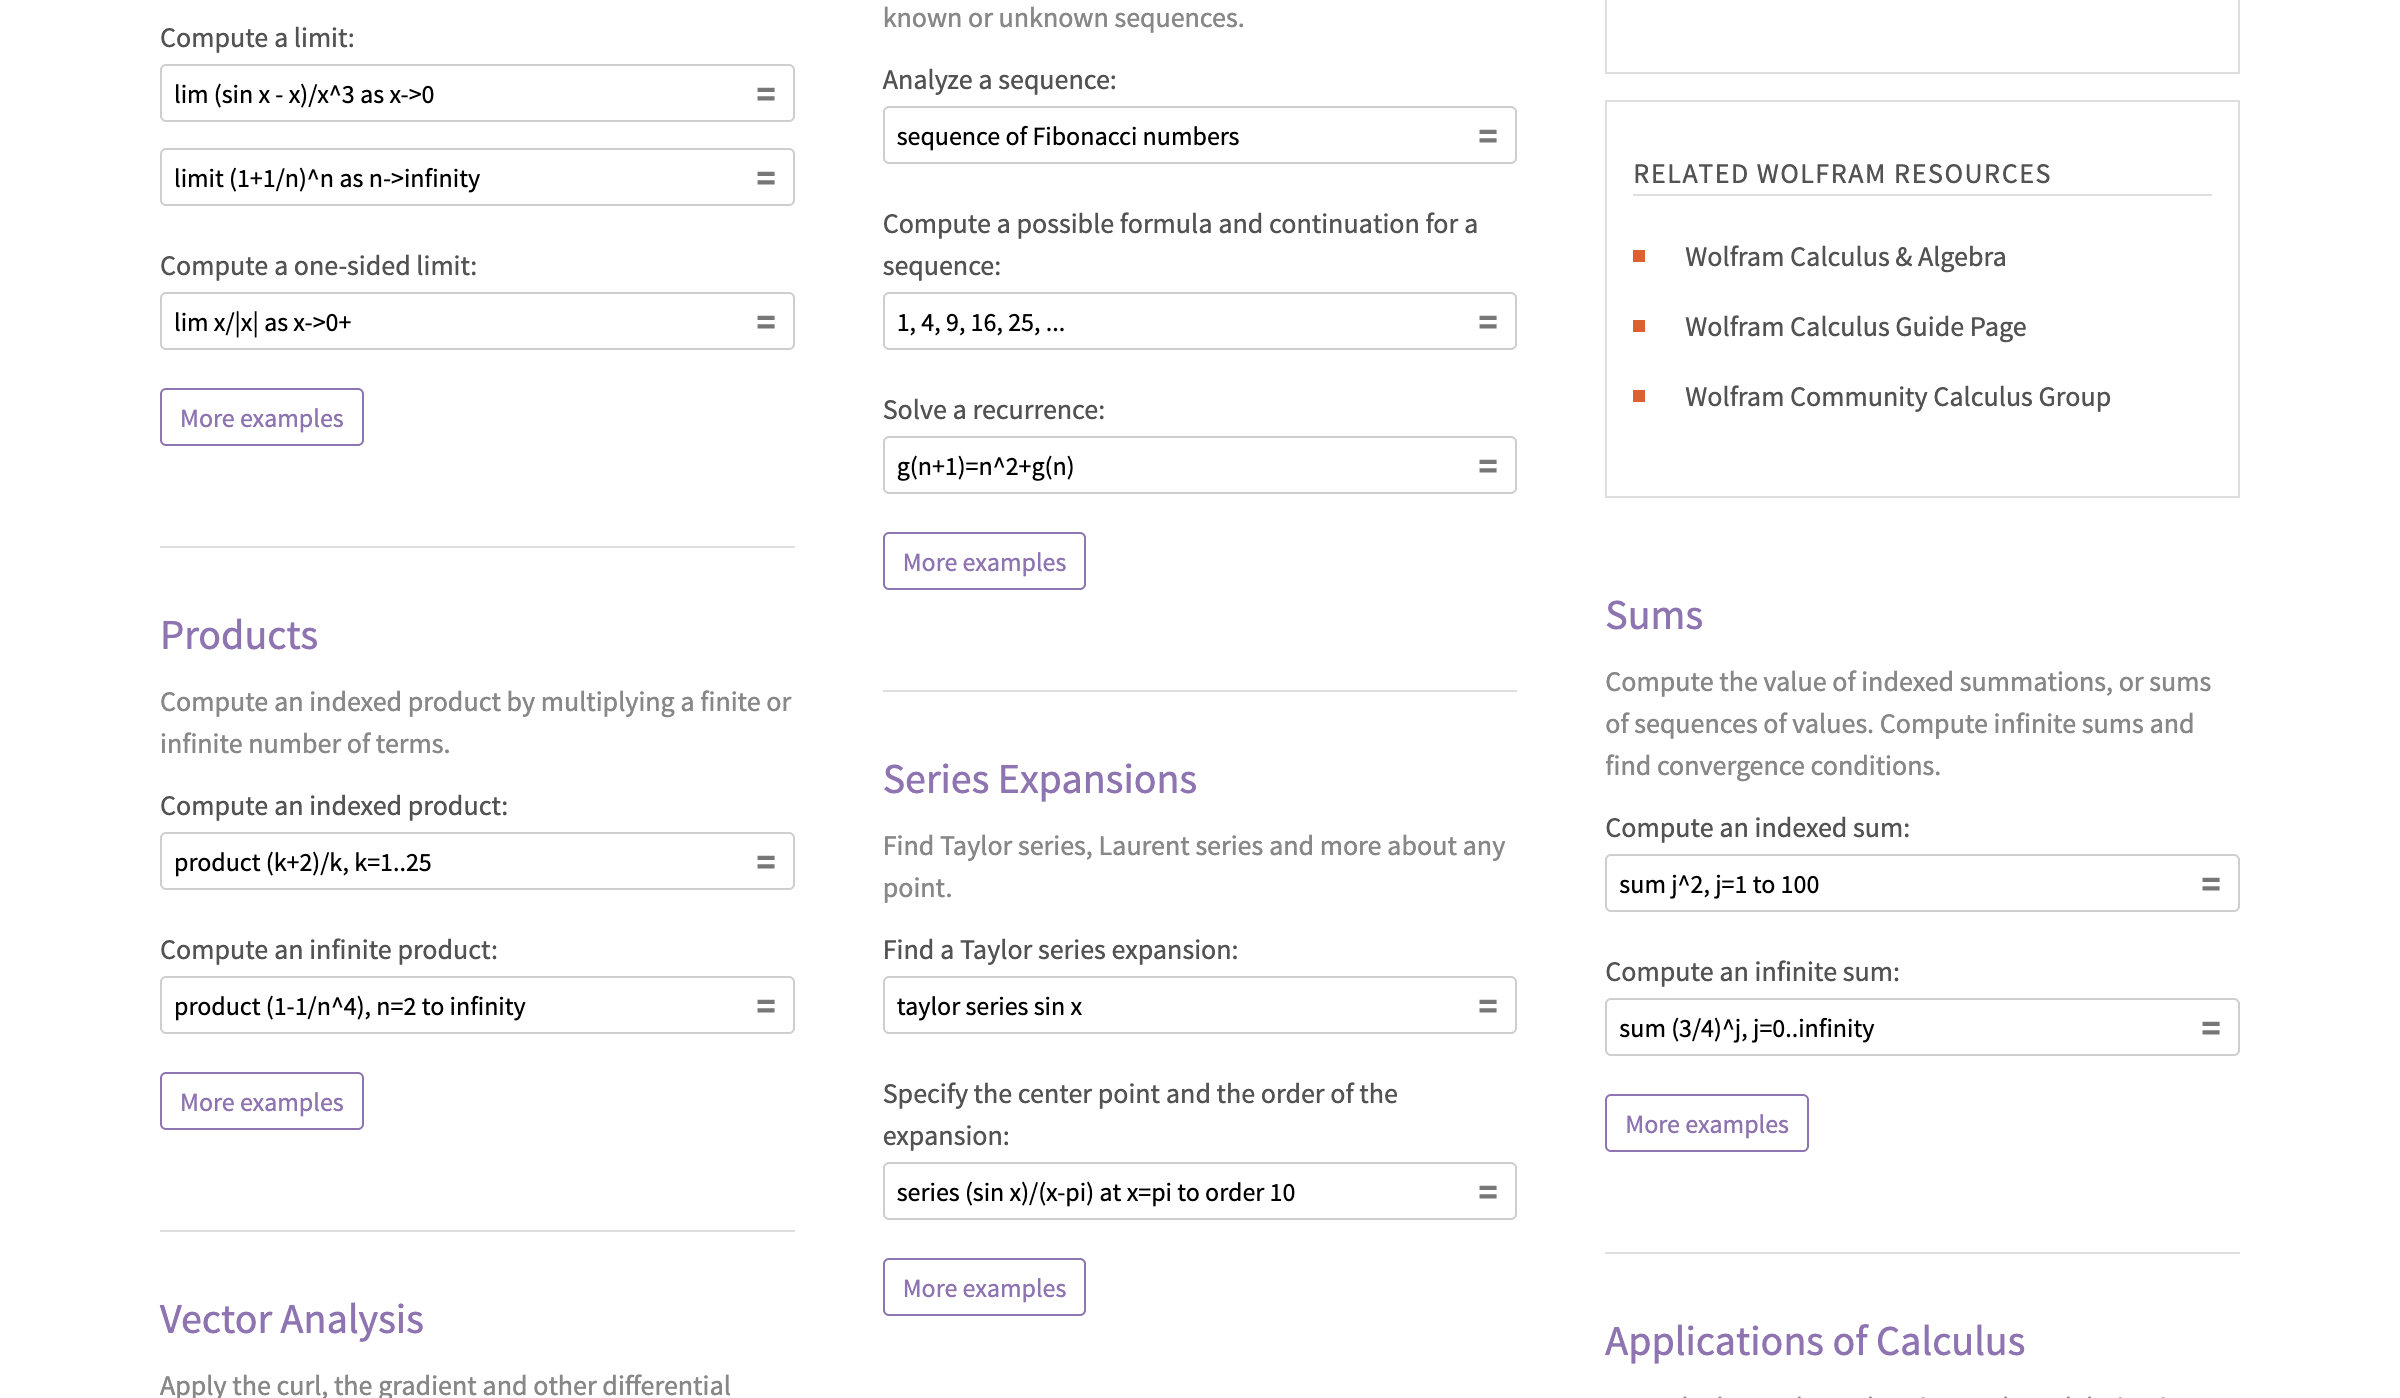 Compute a limit:
lim (sin x - x)/x^3 as x->0
=
limit (1+1/n)^n as n->infinity
=
Compute a one-sided limit:
lim x/|x| as x->0+
=
More examples
Products
Compute an indexed product by multiplying a finite or
infinite number of terms.
Compute an indexed product:
product (k+2)/k, k=1..25
=
Compute an infinite product:
product (1-1/n^4), n=2 to infinity
=
More examples
Vector Analysis
Apply the curl, the gradient and other differential
known or unknown sequences.
Analyze a sequence:
sequence of Fibonacci numbers
=
Compute a possible formula and continuation for a
sequence:
1, 4, 9, 16, 25, ...
=
Solve a recurrence:
g(n+1)=n^2+g(n)
=
More examples
Series Expansions
Find Taylor series, Laurent series and more about any
point.
Find a Taylor series expansion:
taylor series sin x
=
Specify the center point and the order of the
expansion:
series (sin x)/(x-pi) at x=pi to order 10
=
More examples
RELATED WOLFRAM RESOURCES
Wolfram Calculus & Algebra
Wolfram Calculus Guide Page
Wolfram Community Calculus Group
Sums
Compute the value of indexed summations, or sums
of sequences of values. Compute infinite sums and
find convergence conditions.
Compute an indexed sum:
sum j^2, j=1 to 100
=
Compute an infinite sum:
sum (3/4)^j, j=0..infinity
=
More examples
Applications of Calculus